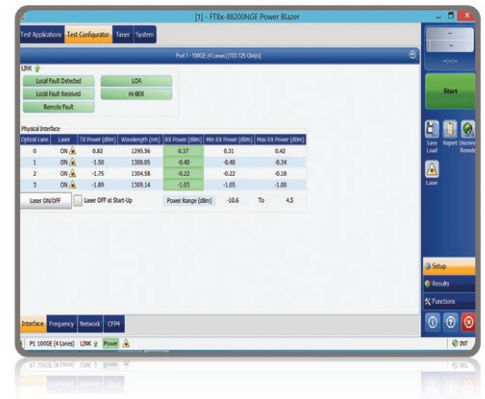 [1] - FTBx-88200NGE Power Blazer
Test Applications Test Configurator Timer System
Port 1 - 100GE (4 Lanes) [103.125 Gbit/s]
LINK
Local Fault Detected LOA
Local Fault Received Hi-BER
Remote Fault
Physical Interface
Optical Lane Laser TX Power (dBm) Wavelength (nm) RX Power (dBm) Min RX Power (dBm) Max RX Power (dBm)
0 ON 0.82 1295.56 0.37 0.31 0.42
1 ON -1.50 1300.05 -0.40 -0.40 -0.34
2 ON -1.75 1304.58 -0.22 -0.22 -0.18
3 ON -1.89 1309.14 -1.03 -1.05 -1.00
Laser ON/OFF Laser OFF at Start-Up Power Range (dBm) -10.6 To 4.5
Interface Frequency Network CFP4
P1 100GE (4 Lanes) LINK Power
--
--
--:--:--
Start
Save Report Discover
Load Remote
Laser
Setup
Results
Functions
INT